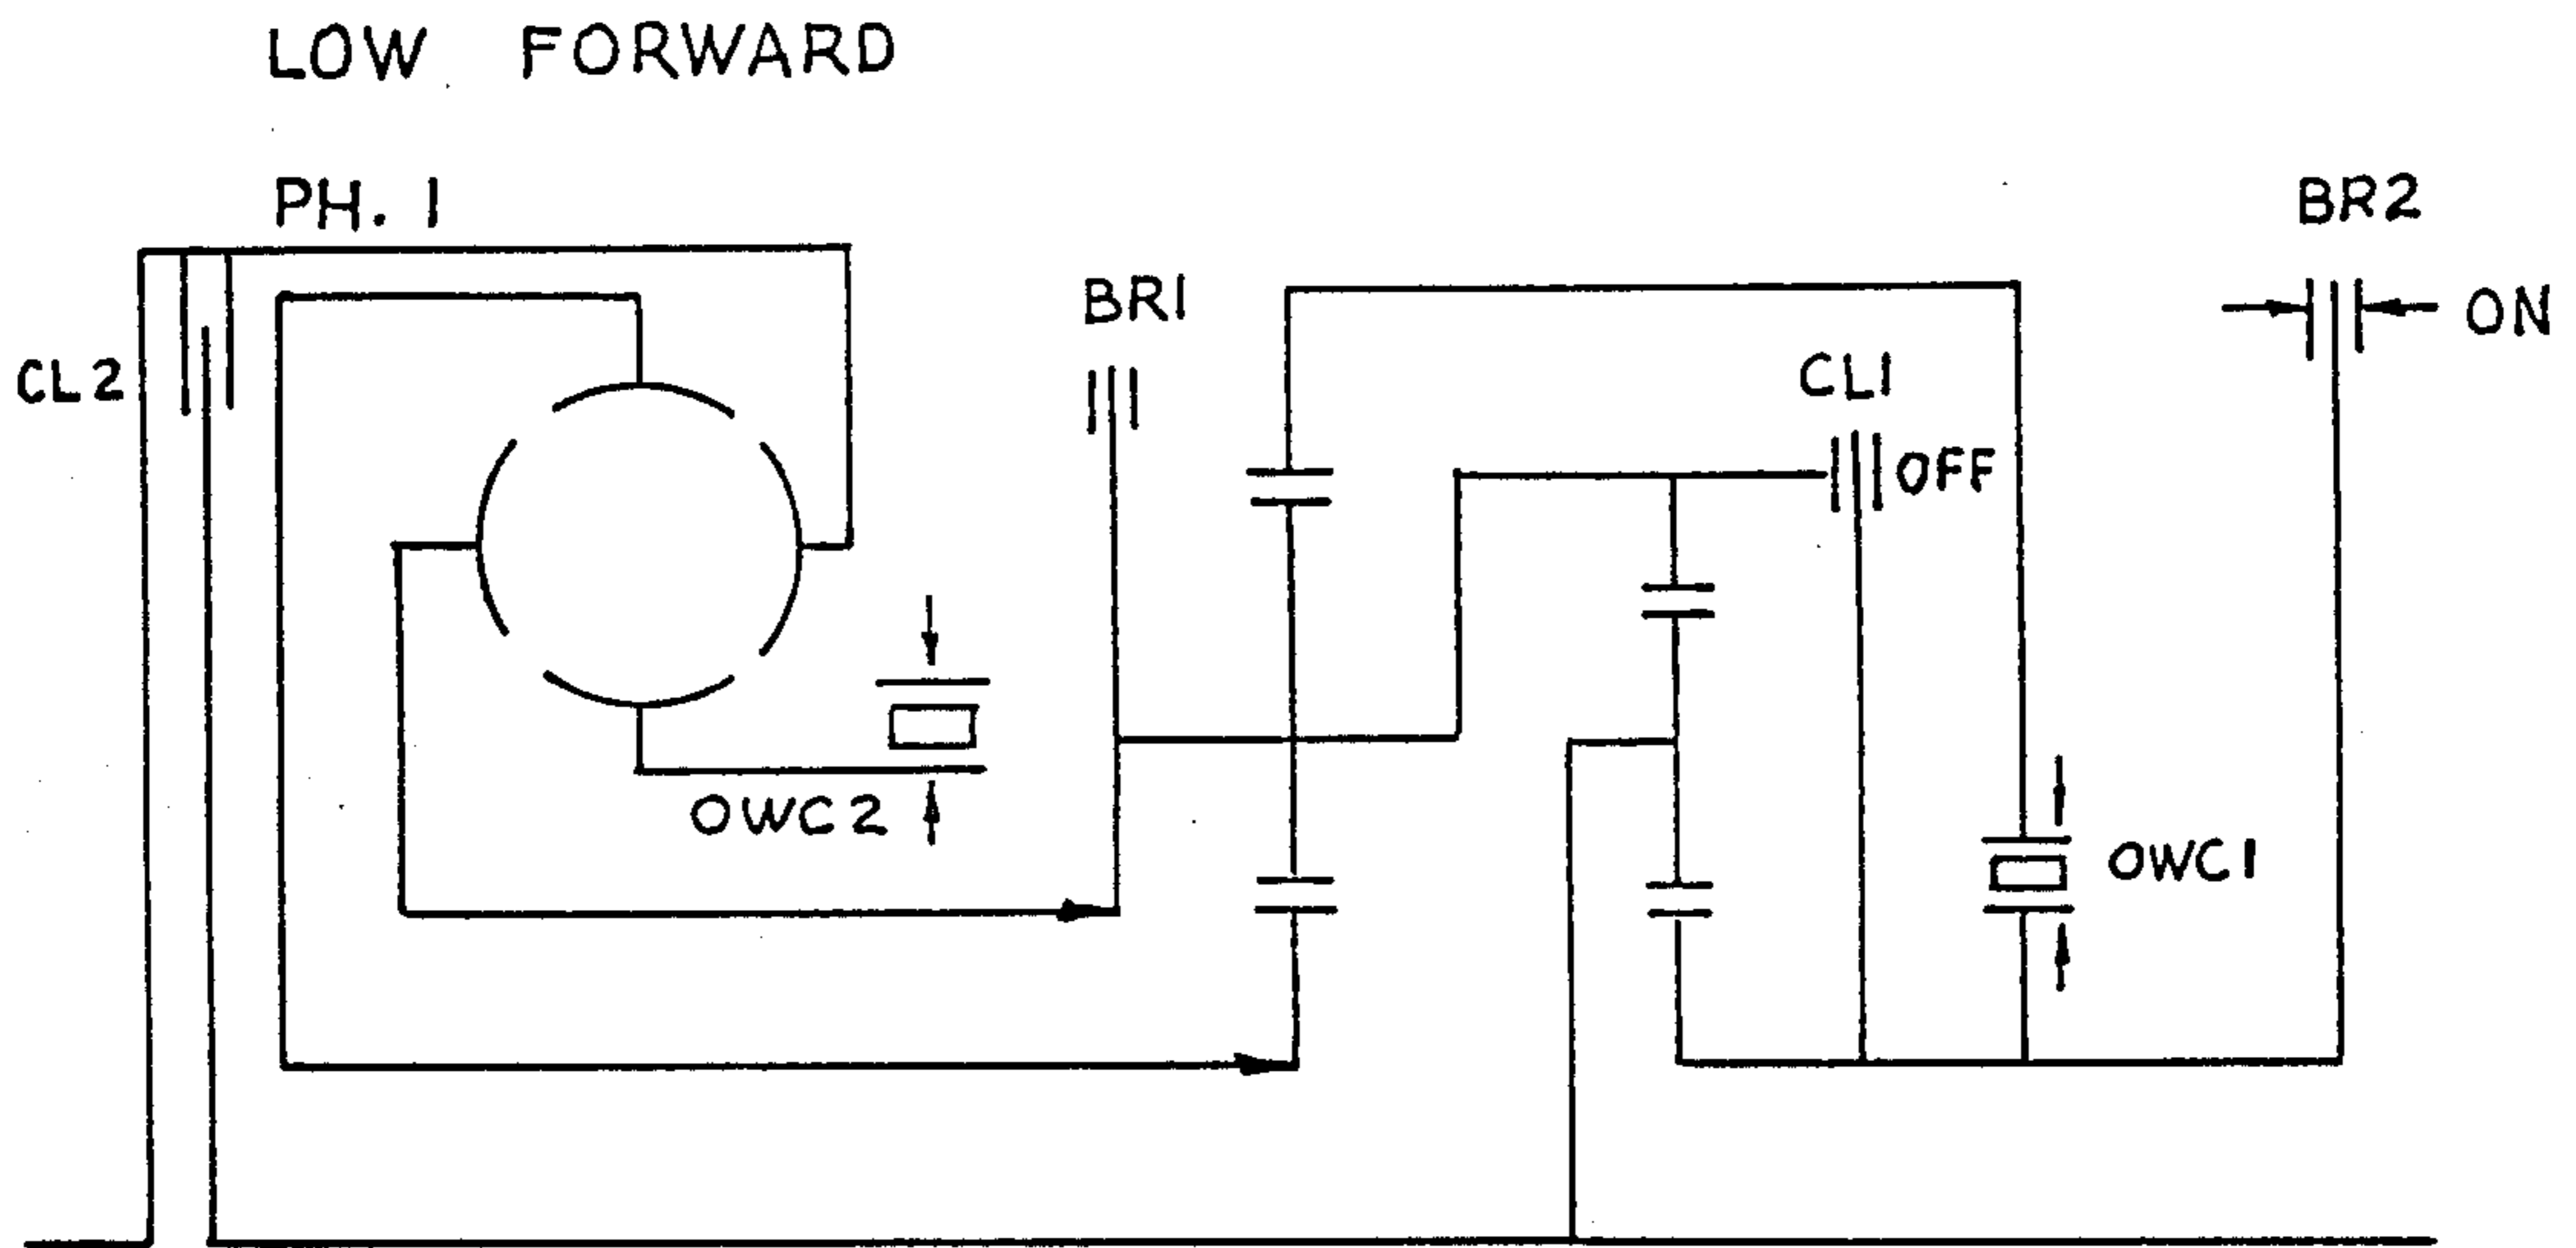 LOW FORWARD
PH. 1
BR2
BR1
ON
CL2
CL1
OFF
OWC2
OWC1